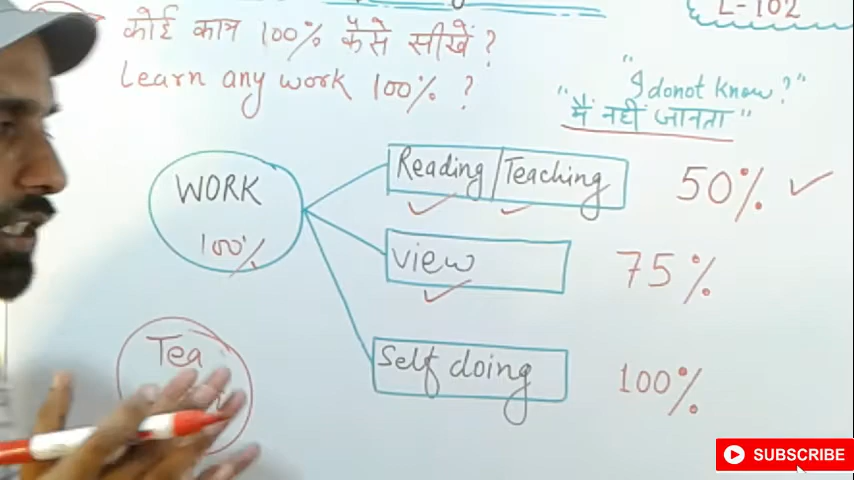 L-102
कोई कात्र 100% कैसे सीखें?
Learn any work 100%?
"I donot know?"
"मैं नहीं जानता"
WORK
100%
Reading/Teaching 50%
view 75%
Self doing 100%
Tea
SUBSCRIBE